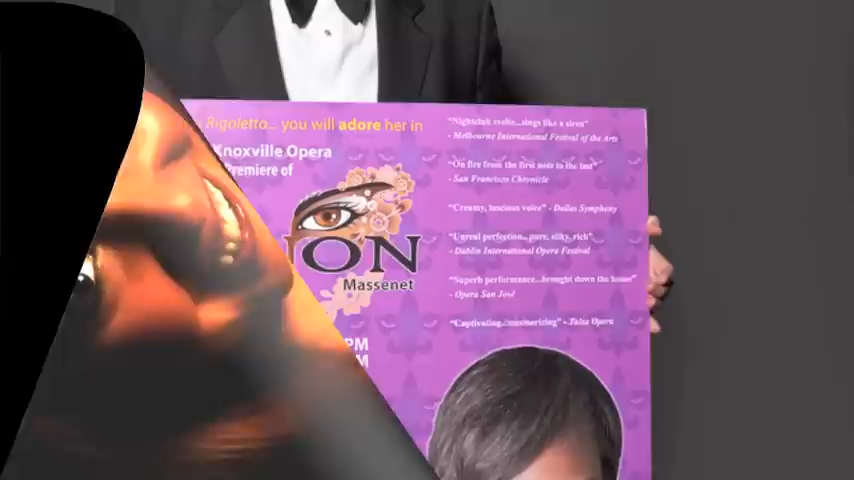 Rigoletto... you will adore her in
Knoxville Opera
Premiere of
ON
Massenet
PM
M
"Nightclub svelte...sings like a siren"
- Melbourne International Festival of the Arts
"On fire from the first note to the last"
- San Francisco Chronicle
"Creamy, luscious voice" - Dallas Symphony
"Unreal perfection...pure, silky, rich"
- Dublin International Opera Festival
"Superb performance...brought down the house"
- Opera San José
"Captivating...mesmerizing" - Tulsa Opera